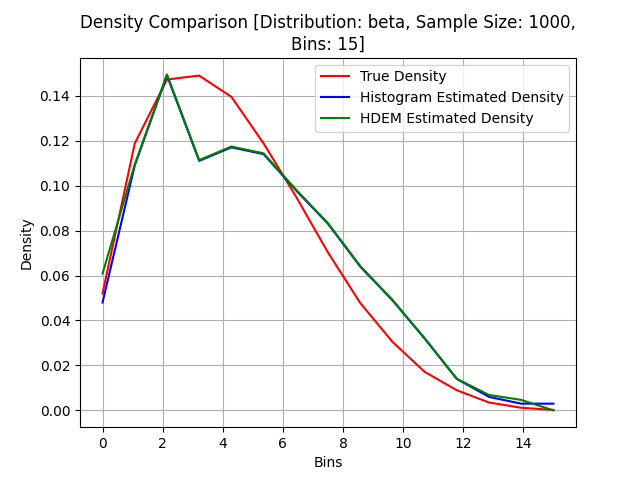 Density Comparison [Distribution: beta, Sample Size: 1000,
Bins: 15]
True Density
Histogram Estimated Density
HDEM Estimated Density
Density
0.14
0.12
0.10
0.08
0.06
0.04
0.02
0.00
0 2 4 6 8 10 12 14
Bins